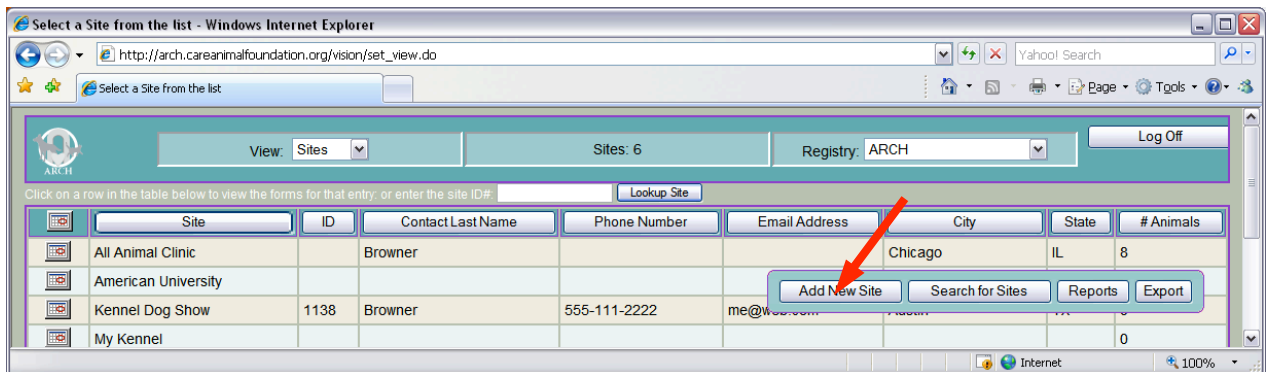 Select a Site from the list - Windows Internet Explorer
http://arch.careanimalfoundation.org/vision/set_view.do Yahoo! Search
Select a Site from the list Page Tools
ARCH View: Sites Sites: 6 Registry: ARCH Log Off
Click on a row in the table below to view the forms for that entry: or enter the site ID#: Lookup Site
Site ID Contact Last Name Phone Number Email Address City State # Animals
All Animal Clinic Browner Chicago IL 8
American University
Add New Site Search for Sites Reports Export
Kennel Dog Show 1138 Browner 555-111-2222
My Kennel 0
Internet 100%